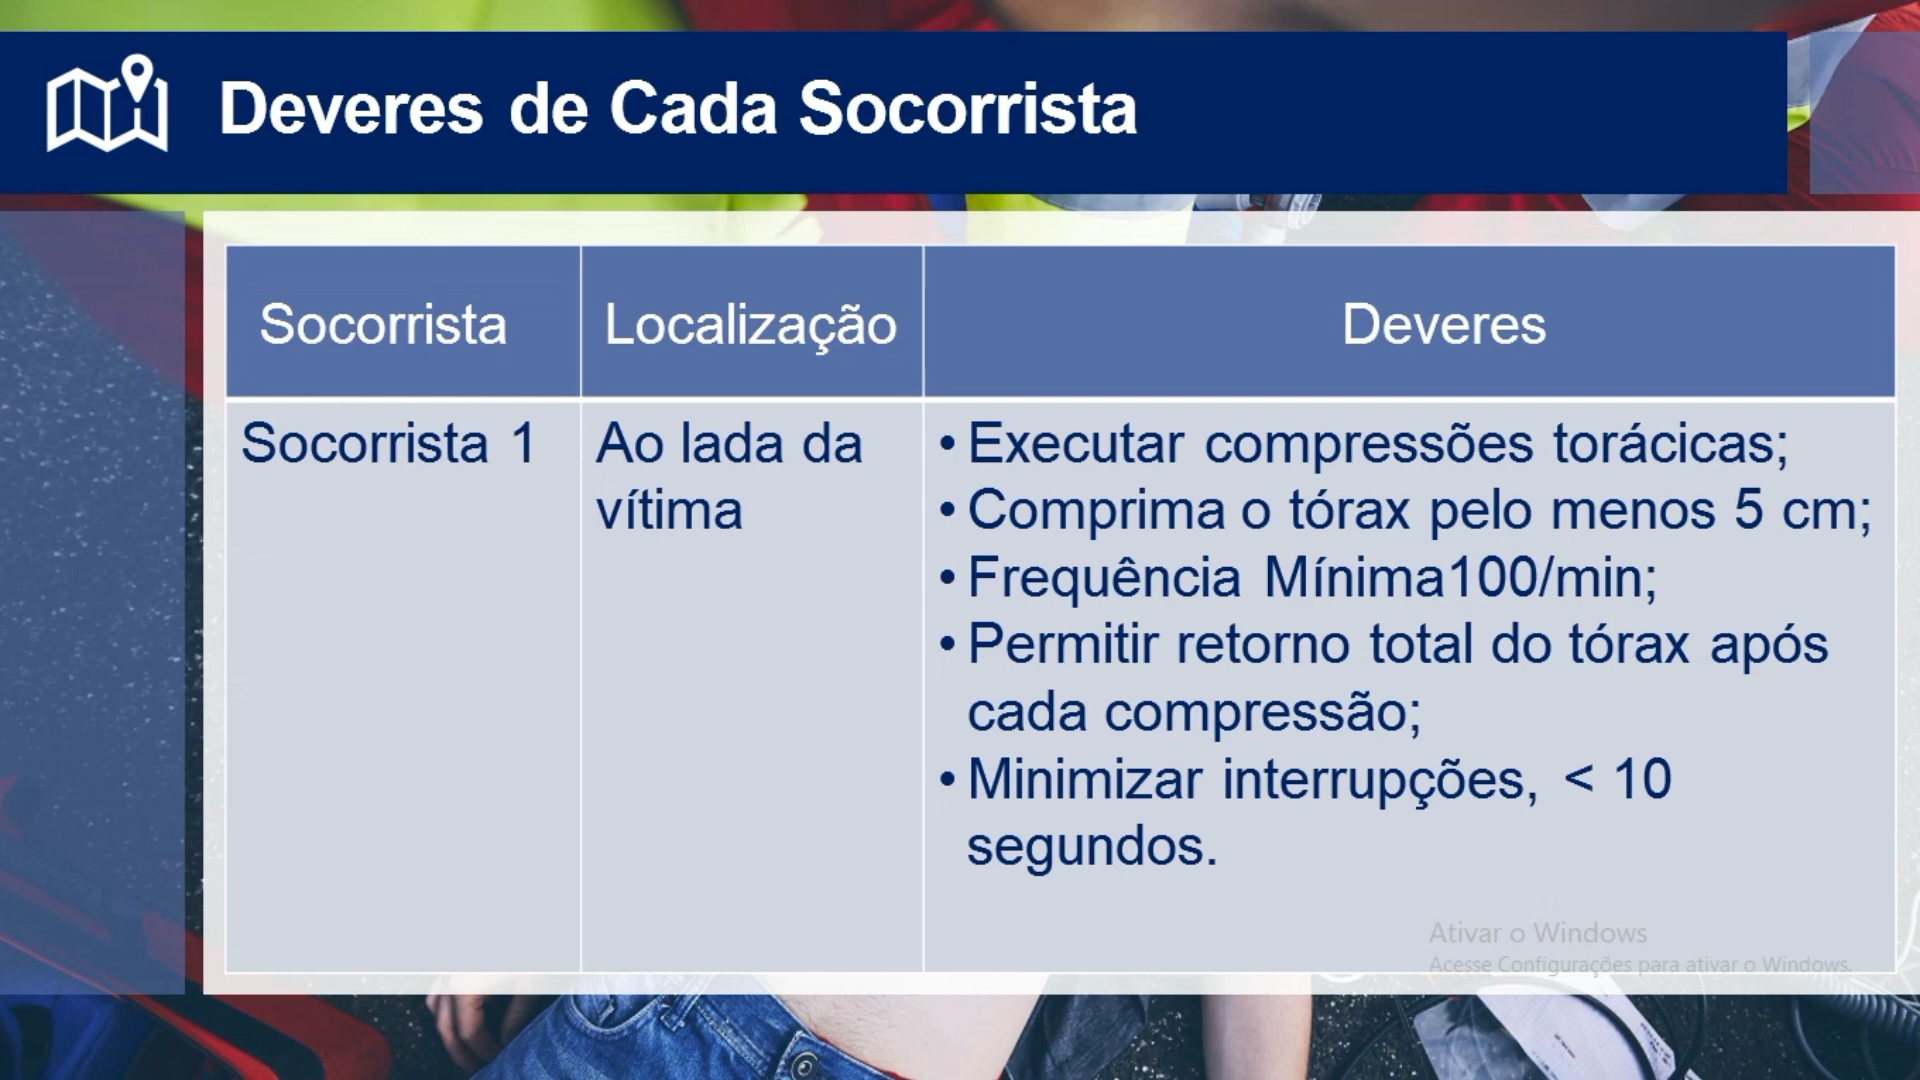 Deveres de Cada Socorrista
Socorrista
Localização
Deveres
Socorrista 1
Ao lada da
vítima
• Executar compressões torácicas;
• Comprima o tórax pelo menos 5 cm;
• Frequência Mínima100/min;
• Permitir retorno total do tórax após
cada compressão;
• Minimizar interrupções, < 10
segundos.
Ativar o Windows
Acesse Configurações para ativar o Windows.